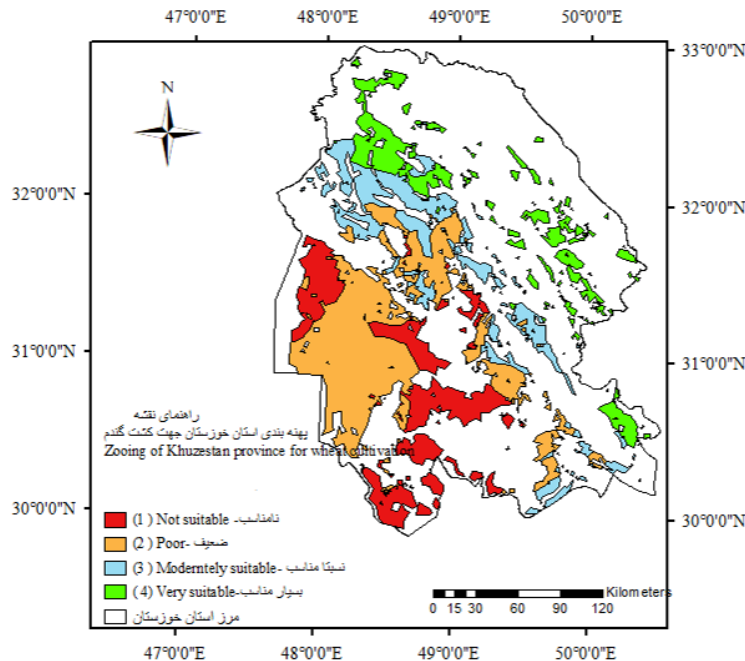 47°0'0"E 48°0'0"E 49°0'0"E 50°0'0"E
33°0'0"N
N
32°0'0"N 32°0'0"N
31°0'0"N 31°0'0"N
راهنمای نقشه
پهنه بندی استان خوزستان جهت کشت گندم
Zooing of Khuzestan province for wheat cultivation
30°0'0"N 30°0'0"N
(1 ) Not suitable -نامناسب
(2 ) Poor- ضعیف
(3 ) Moderntely suitable - نسبتا مناسب
(4 ) Very suitable-بسیار مناسب
مرز استان خوزستان
Kilometers
0 15 30 60 90 120
47°0'0"E 48°0'0"E 49°0'0"E 50°0'0"E